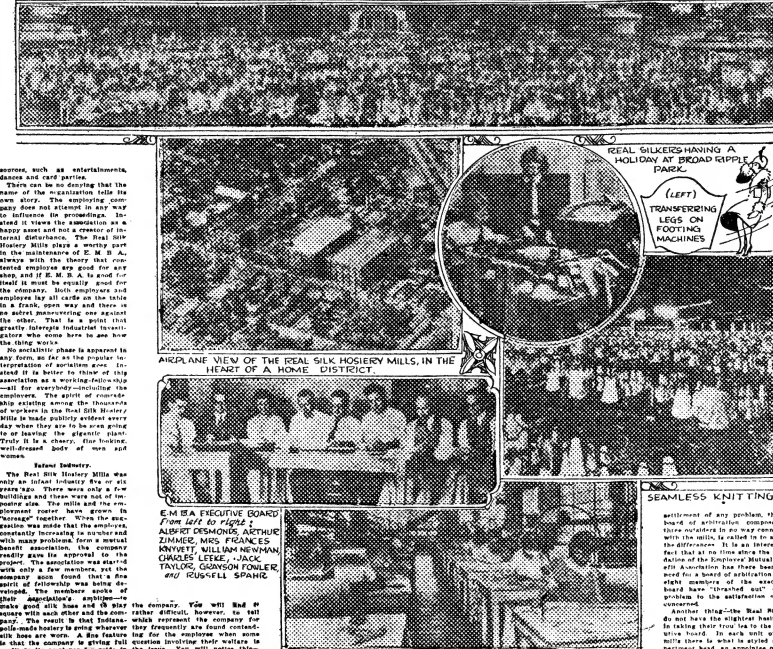 sources, such as entertainments,
dances and card parties.
There can be no denying that the
name of the organization tells its
own story. The employing com-
pany does not attempt in any way
to influence its proceedings. In-
stead it views the association as a
happy asset and not a creator of in-
ternal disturbance. The Real Silk
Hosiery Mills plays a worthy part
in the maintenance of E. M. B. A.,
always with the theory that con-
tented employes are good for any
shop, and if E. M. B. A. is good for
itself it must be equally good for
the company. Both employers and
employes lay all cards on the table
in a frank, open way and there is
no secret maneuvering one against
the other. That is a point that
greatly interests industrial investi-
gators who come here to see how
the thing works.
No socialistic phase is apparent in
any form, so far as the popular in-
terpretation of socialism goes. In-
stead it is better to think of this
association as a working-fellowship
—all for everybody—including the
employers. The spirit of comrade-
ship existing among the thousands
of workers in the Real Silk Hosiery
Mills is made publicly evident every
day when they are to be seen going
to or leaving the gigantic plant.
Truly it is a cheery, fine looking,
well-dressed body of men and
women.
Infant Industry.
The Real Silk Hosiery Mills was
only an infant industry five or six
years ago. There were only a few
buildings and these were not of im-
posing size. The mills and the em-
ployment roster have grown in
"acreage" together. When the sug-
gestion was made that the employes,
constantly increasing in number and
with many problems, form a mutual
benefit association, the company
readily gave its approval to the
project. The association was started
with only a few members, yet the
company soon found that a fine
spirit of fellowship was being de-
veloped. The members spoke of
their association's ambition—to
make good silk hose and to play
square with each other and the com-
pany. The result is that Indiana-
polis-made hosiery is going wherever
silk hose are worn. A fine feature
is that the company is giving full
the company. You will find it
rather difficult, however, to tell
which represent the company for
they frequently are found contend-
ing for the employee when some
question involving their welfare is
REAL SILKERS HAVING A
HOLIDAY AT BROAD RIPPLE
PARK.
(LEFT)
TRANSFERRING
LEGS ON
FOOTING
MACHINES
AIRPLANE VIEW OF THE REAL SILK HOSIERY MILLS, IN THE
HEART OF A HOME DISTRICT.
E.M.B.A EXECUTIVE BOARD
From left to right:
ALBERT DESMONDS, ARTHUR
ZIMMER, MRS. FRANCES
KNYVETT, WILLIAM NEWMAN,
CHARLES LEEKE, JACK
TAYLOR, GRAYSON FOWLER,
and RUSSELL SPAHR
SEAMLESS KNITTING
settlement of any problem, th
board of arbitration compose
three outsiders in no way conn
with the mills, is called in to a
the differences. It is an interes
fact that at no time since the
dation of the Employes' Mutual
efit Association has there been
need for a board of arbitration
eight members of the exec
board have "thrashed out"
problem to the satisfaction o
concerned.
Another thing—the Real
do not have the slightest hesit
in taking their trou les to the
utive board. In each unit o
mills there is what is styled